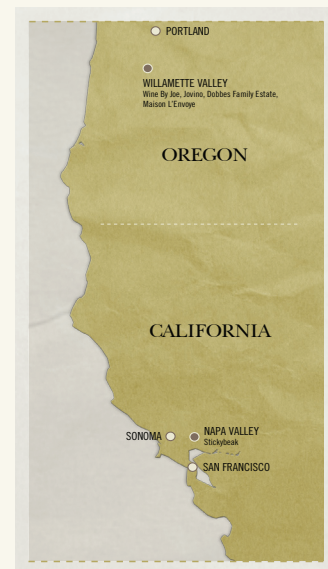 PORTLAND
WILLAMETTE VALLEY
Wine By Joe, Jovino, Dobbes Family Estate,
Maison L'Envoye
OREGON
CALIFORNIA
SONOMA
NAPA VALLEY
Stickybeak
SAN FRANCISCO